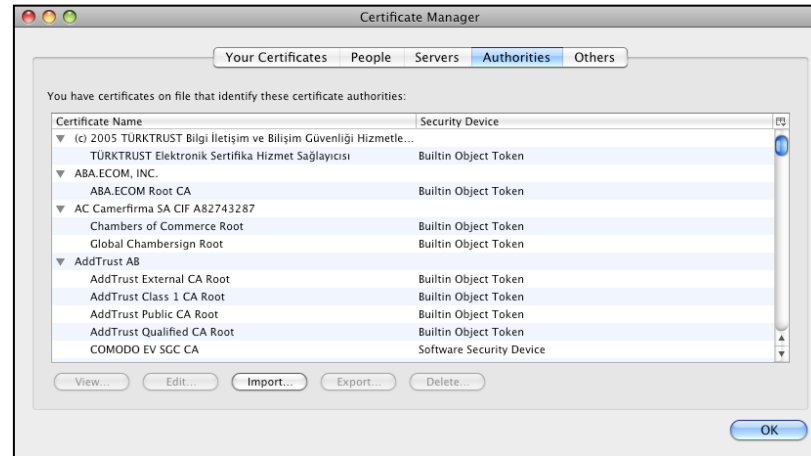 Certificate Manager
Your Certificates People Servers Authorities Others
You have certificates on file that identify these certificate authorities:
Certificate Name Security Device
(c) 2005 TÜRKTRUST Bilgi İletişim ve Bilişim Güvenliği Hizmetle...
TÜRKTRUST Elektronik Sertifika Hizmet Sağlayıcısı Builtin Object Token
ABA.ECOM, INC.
ABA.ECOM Root CA Builtin Object Token
AC Camerfirma SA CIF A82743287
Chambers of Commerce Root Builtin Object Token
Global Chambersign Root Builtin Object Token
AddTrust AB
AddTrust External CA Root Builtin Object Token
AddTrust Class 1 CA Root Builtin Object Token
AddTrust Public CA Root Builtin Object Token
AddTrust Qualified CA Root Builtin Object Token
COMODO EV SGC CA Software Security Device
View... Edit... Import... Export... Delete...
OK